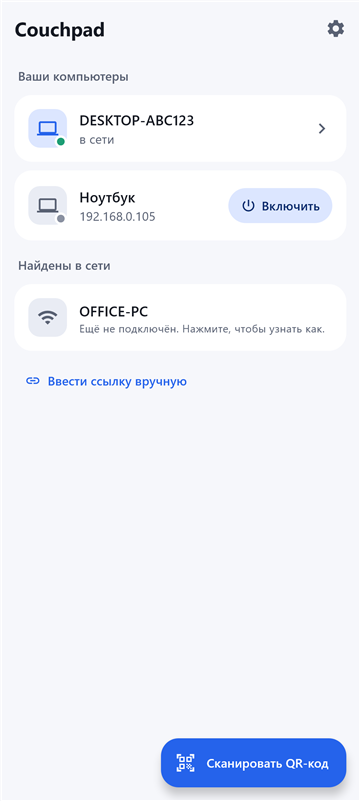 Couchpad
Ваши компьютеры
DESKTOP-ABC123
в сети
Ноутбук
192.168.0.105
Включить
Найдены в сети
OFFICE-PC
Ещё не подключён. Нажмите, чтобы узнать как.
Ввести ссылку вручную
Сканировать QR-код